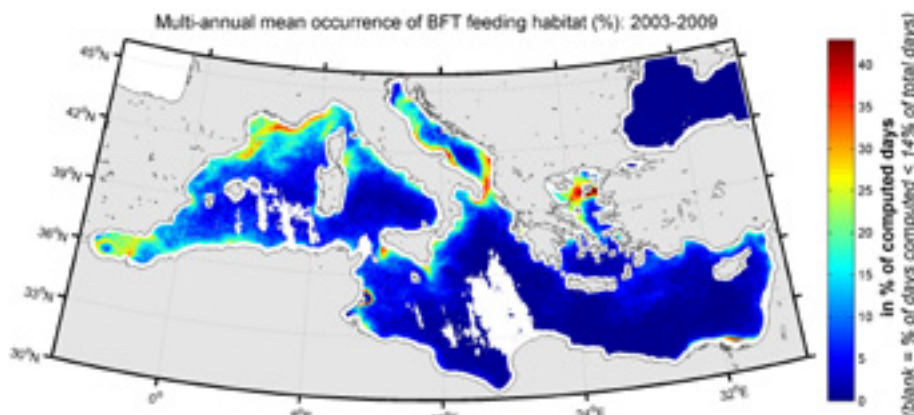 Multi-annual mean occurrence of BFT feeding habitat (%): 2003-2009
45°N
42°N
39°N
36°N
33°N
30°N
0°
24°E
32°E
40
35
30
25
20
15
10
5
0
in % of computed days
(blank = % of days computed < 14% of total days)